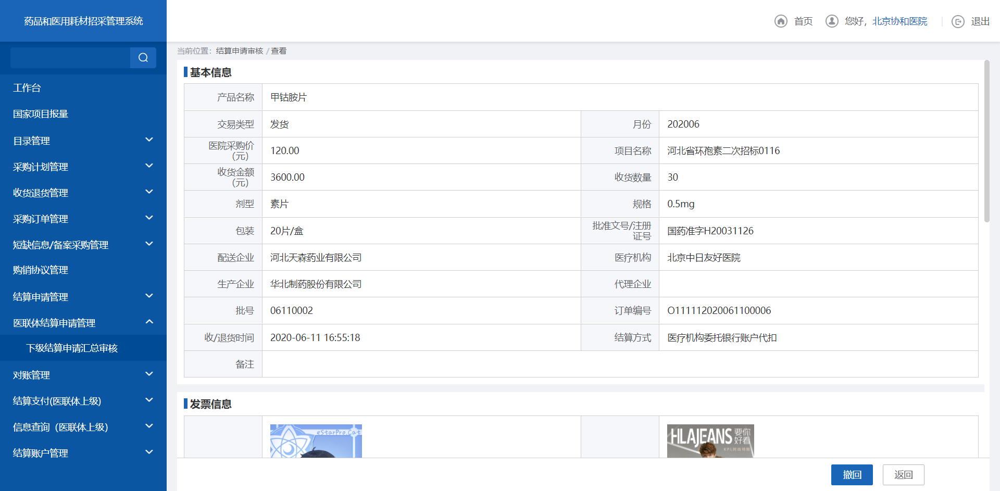 药品和医用耗材招采管理系统
首页
您好，北京协和医院
退出
工作台
国家项目报量
目录管理
采购计划管理
收货退货管理
采购订单管理
短缺信息/备案采购管理
购销协议管理
结算申请管理
医联体结算申请管理
下级结算申请汇总审核
对账管理
结算支付(医联体上级)
信息查询（医联体上级）
结算账户管理
当前位置：结算申请审核 / 查看
基本信息
产品名称 甲钴胺片
交易类型 发货 月份 202006
医院采购价
（元） 120.00 项目名称 河北省环孢素二次招标0116
收货金额
（元） 3600.00 收货数量 30
剂型 素片 规格 0.5mg
包装 20片/盒 批准文号/注册
证号 国药准字H20031126
配送企业 河北天森药业有限公司 医疗机构 北京中日友好医院
生产企业 华北制药股份有限公司 代理企业
批号 06110002 订单编号 O111112020061100006
收/退货时间 2020-06-11 16:55:18 结算方式 医疗机构委托银行账户代扣
备注
发票信息
eStarPro.Cat
HLAJEANS 要你
好看
KPL时尚特辑
撤回
返回